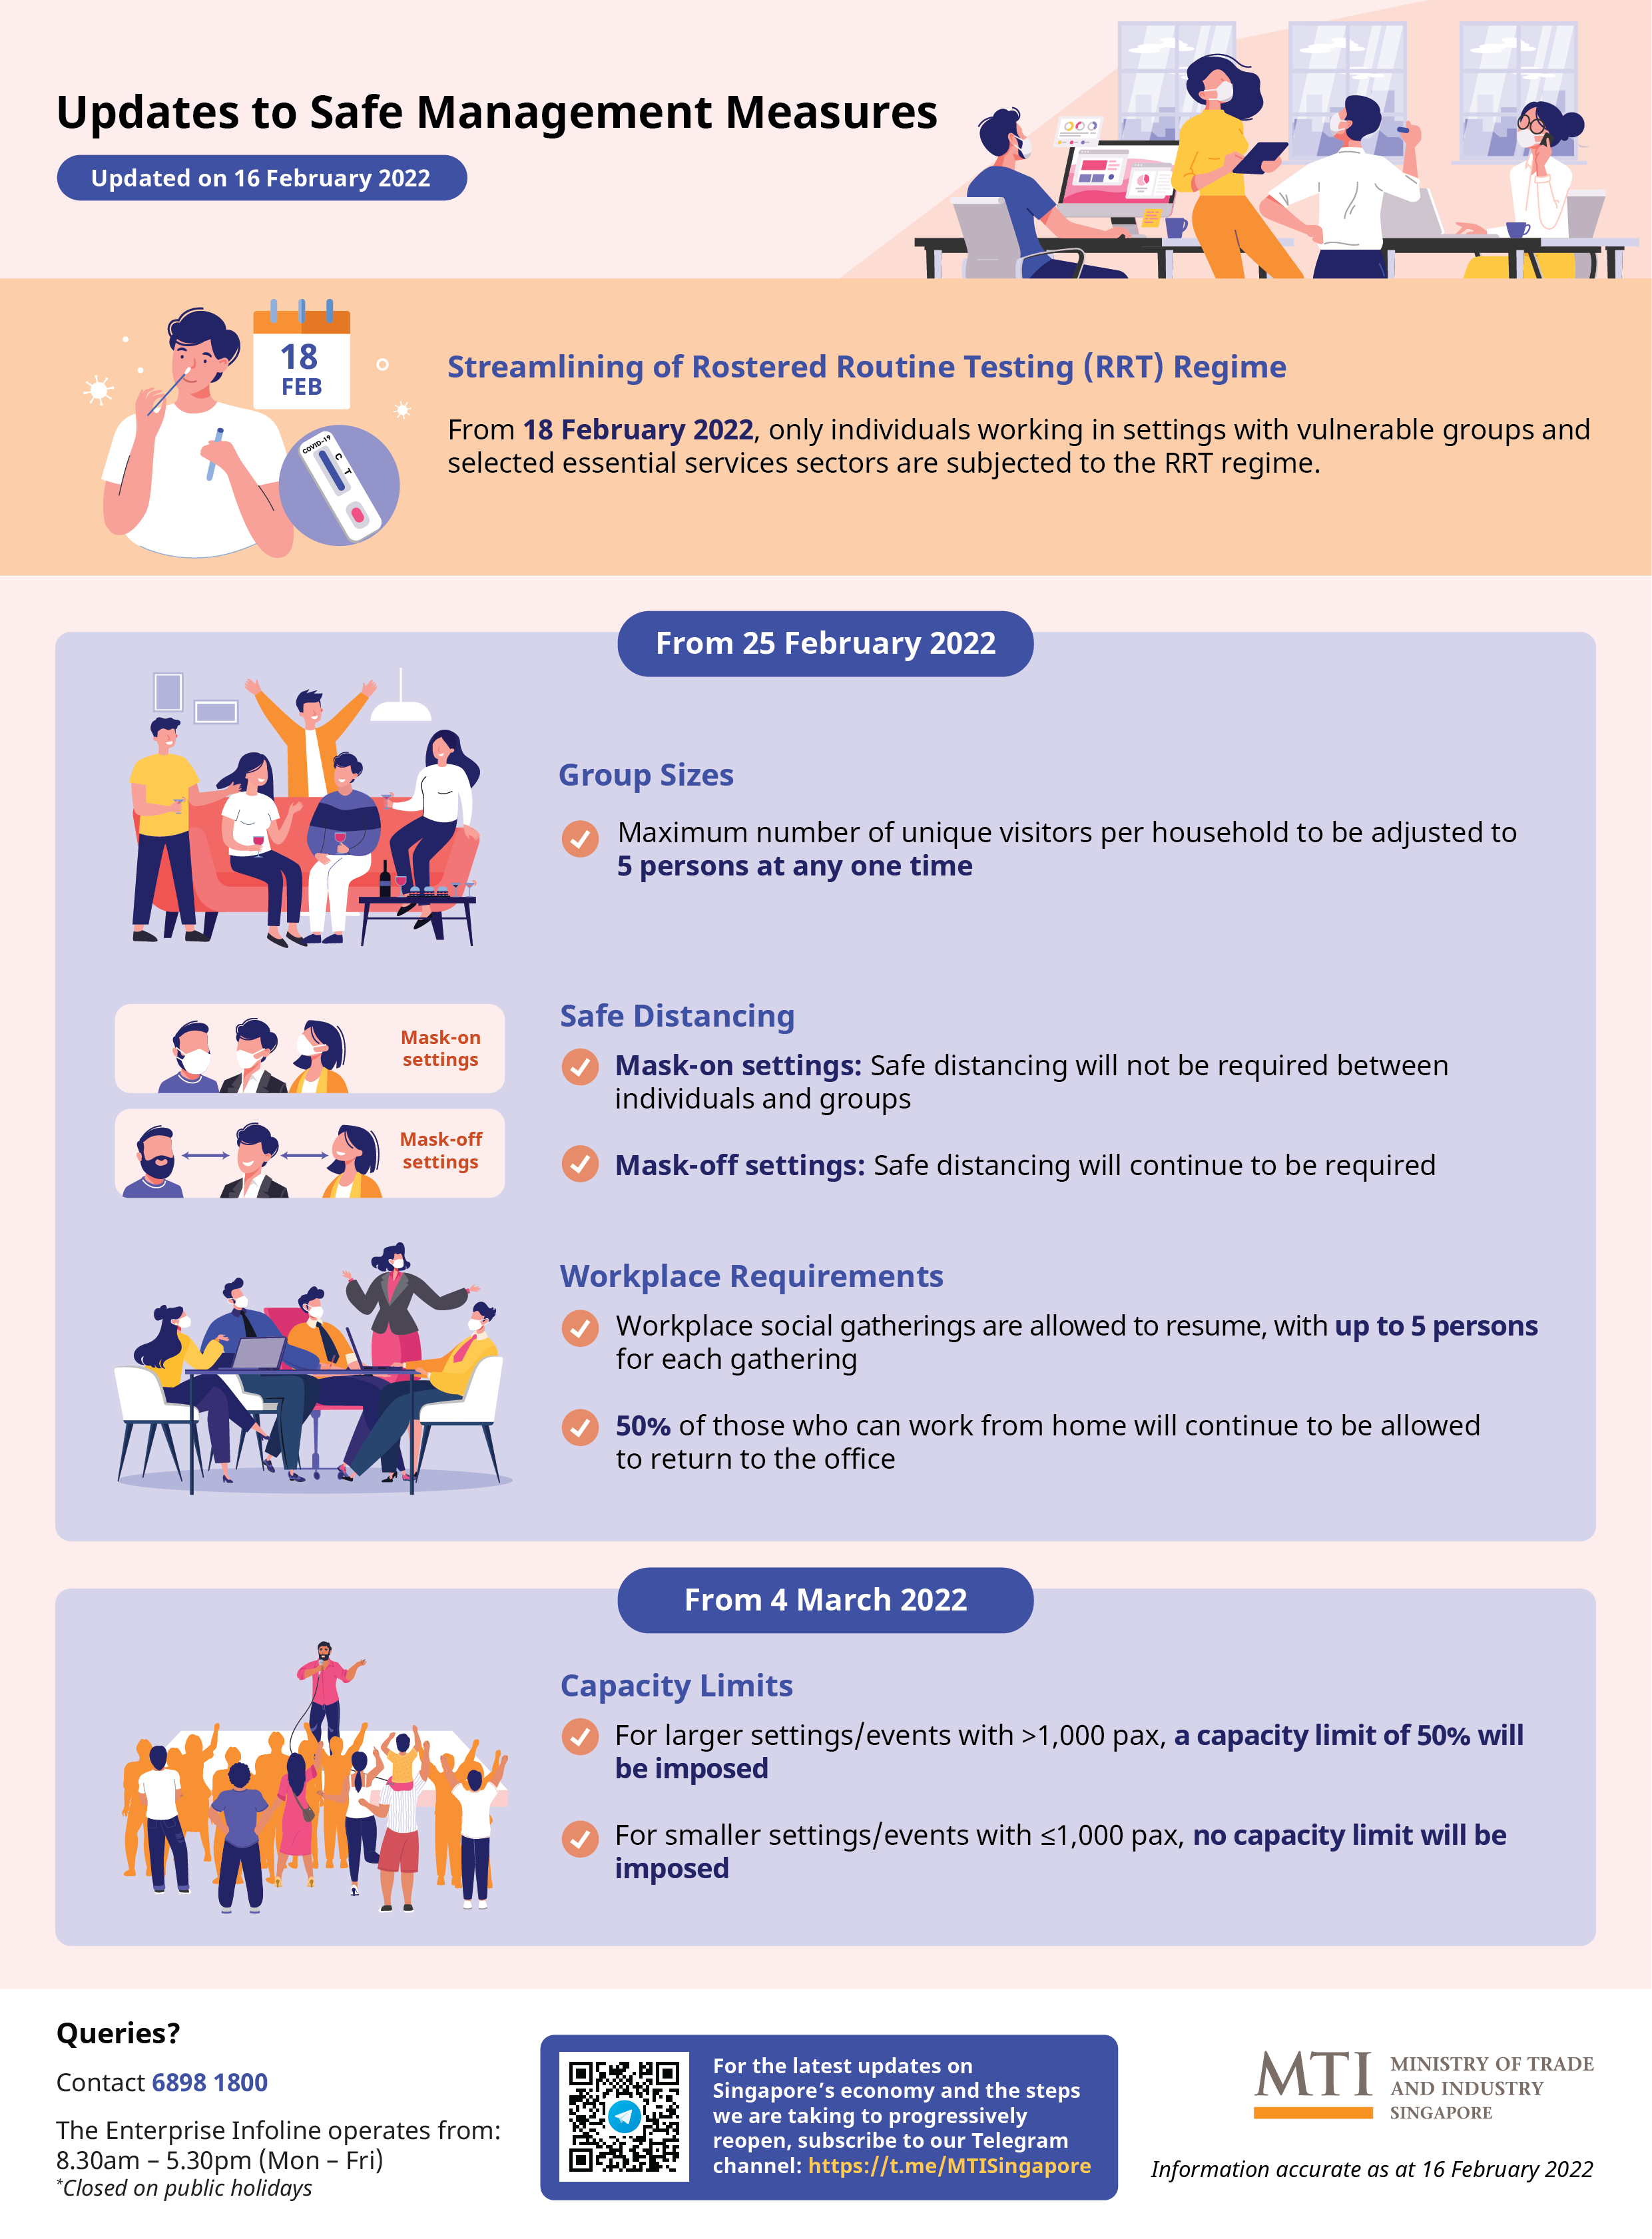 Updates to Safe Management Measures
Updated on 16 February 2022
18
FEB
COVID-19
C
T
Streamlining of Rostered Routine Testing (RRT) Regime
From 18 February 2022, only individuals working in settings with vulnerable groups and
selected essential services sectors are subjected to the RRT regime.
From 25 February 2022
Group Sizes
Maximum number of unique visitors per household to be adjusted to
5 persons at any one time
Mask-on
settings
Mask-off
settings
Safe Distancing
Mask-on settings: Safe distancing will not be required between
individuals and groups
Mask-off settings: Safe distancing will continue to be required
Workplace Requirements
Workplace social gatherings are allowed to resume, with up to 5 persons
for each gathering
50% of those who can work from home will continue to be allowed
to return to the office
From 4 March 2022
Capacity Limits
For larger settings/events with >1,000 pax, a capacity limit of 50% will
be imposed
For smaller settings/events with ≤1,000 pax, no capacity limit will be
imposed
Queries?
Contact 6898 1800
The Enterprise Infoline operates from:
8.30am – 5.30pm (Mon – Fri)
*Closed on public holidays
For the latest updates on
Singapore’s economy and the steps
we are taking to progressively
reopen, subscribe to our Telegram
channel: https://t.me/MTISingapore
MTI
MINISTRY OF TRADE
AND INDUSTRY
SINGAPORE
Information accurate as at 16 February 2022